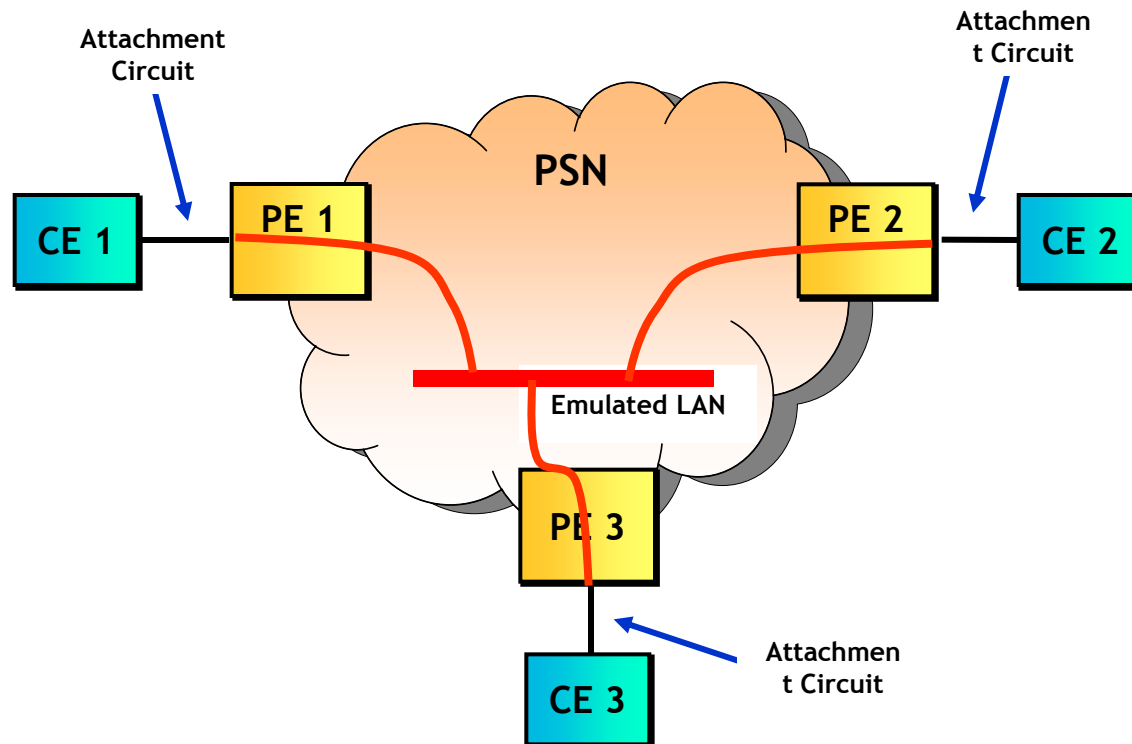 Attachment
Circuit
Attachmen
t Circuit
PSN
PE 1
PE 2
CE 1
CE 2
Emulated LAN
PE 3
Attachmen
t Circuit
CE 3